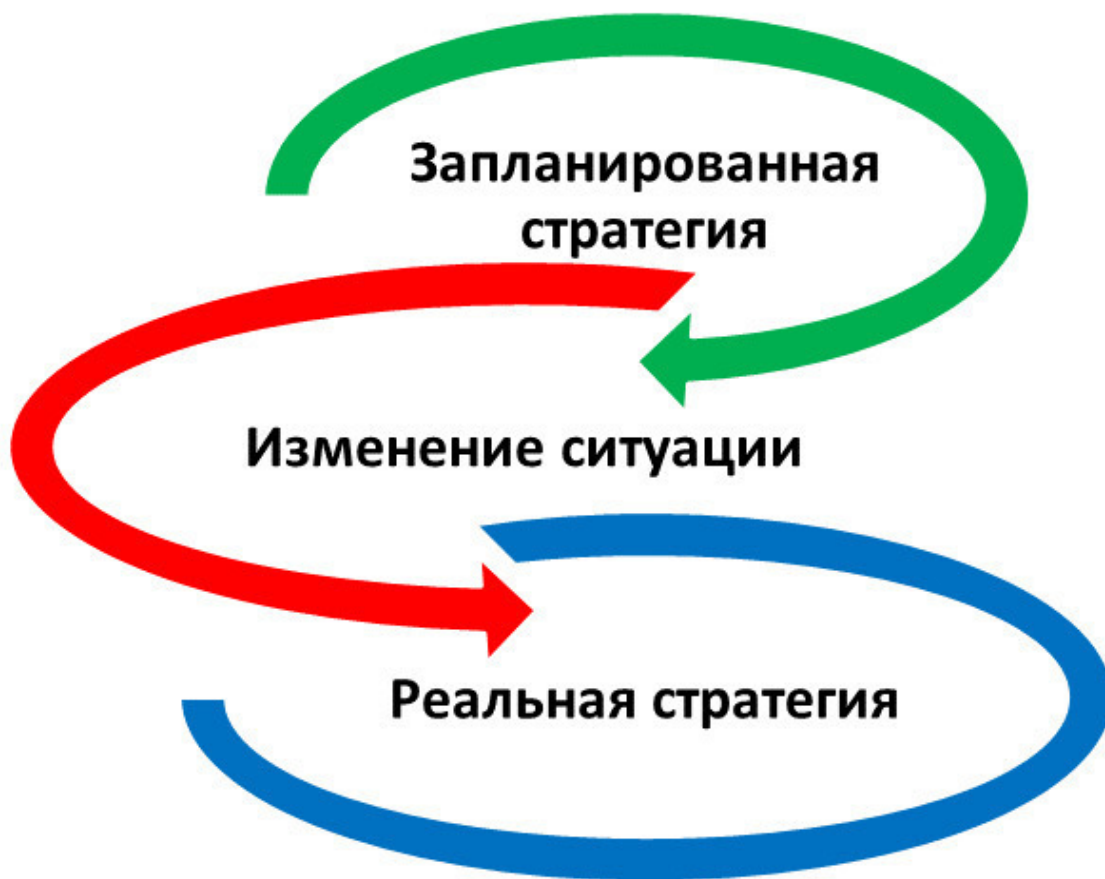 Запланированная
стратегия
Изменение ситуации
Реальная стратегия